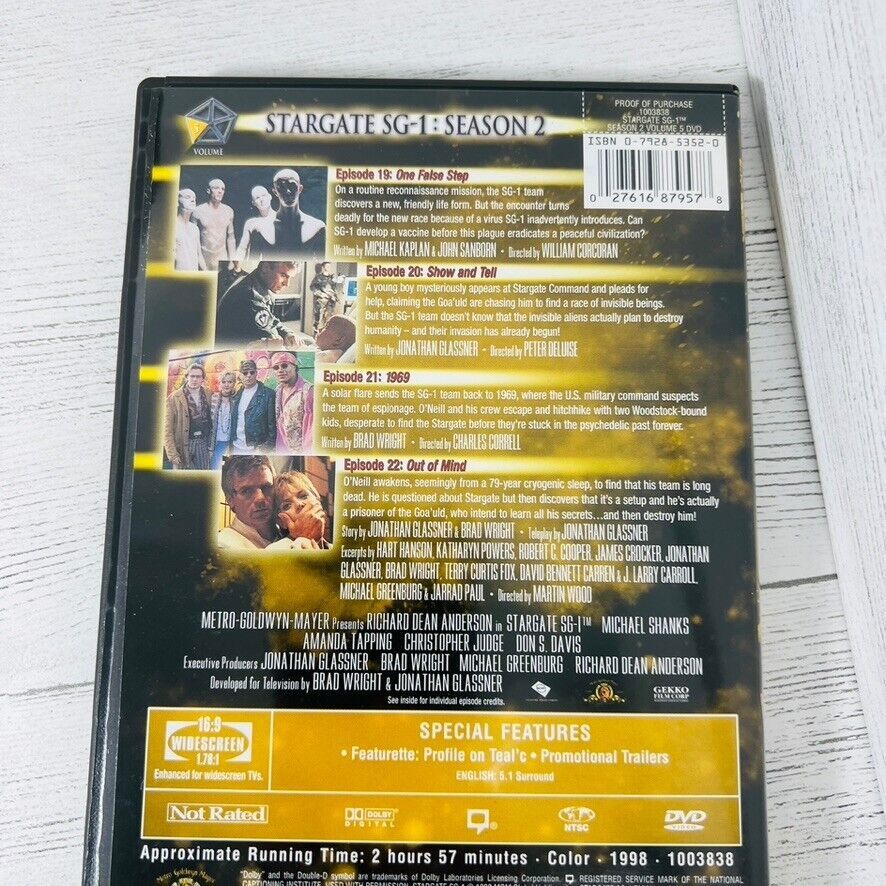 5
VOLUME
STARGATE SG-1: SEASON 2
PROOF OF PURCHASE
1003838
STARGATE SG-1™
SEASON 2 VOLUME 5 DVD
ISBN 0-7928-5352-0
0 27616 87957 8
Episode 19: One False Step
On a routine reconnaissance mission, the SG-1 team
discovers a new, friendly life form. But the encounter turns
deadly for the new race because of a virus SG-1 inadvertently introduces. Can
SG-1 develop a vaccine before this plague eradicates a peaceful civilization?
Written by MICHAEL KAPLAN & JOHN SANBORN • Directed by WILLIAM CORCORAN
Episode 20: Show and Tell
A young boy mysteriously appears at Stargate Command and pleads for
help, claiming the Goa'uld are chasing him to find a race of invisible beings.
But the SG-1 team doesn't know that the invisible aliens actually plan to destroy
humanity – and their invasion has already begun!
Written by JONATHAN GLASSNER • Directed by PETER DELUISE
Episode 21: 1969
A solar flare sends the SG-1 team back to 1969, where the U.S. military command suspects
the team of espionage. O'Neill and his crew escape and hitchhike with two Woodstock-bound
kids, desperate to find the Stargate before they're stuck in the psychedelic past forever.
Written by BRAD WRIGHT • Directed by CHARLES CORRELL
Episode 22: Out of Mind
O'Neill awakens, seemingly from a 79-year cryogenic sleep, to find that his team is long
dead. He is questioned about Stargate but then discovers that it's a setup and he's actually
a prisoner of the Goa'uld, who intend to learn all his secrets...and then destroy him!
Story by JONATHAN GLASSNER & BRAD WRIGHT • Teleplay by JONATHAN GLASSNER
Excerpts by HART HANSON, KATHARYN POWERS, ROBERT C. COOPER, JAMES CROCKER, JONATHAN
GLASSNER, BRAD WRIGHT, TERRY CURTIS FOX, DAVID BENNETT CARREN & J. LARRY CARROLL,
MICHAEL GREENBURG & JARRAD PAUL • Directed by MARTIN WOOD
METRO-GOLDWYN-MAYER Presents RICHARD DEAN ANDERSON in STARGATE SG-1™ MICHAEL SHANKS
AMANDA TAPPING CHRISTOPHER JUDGE DON S. DAVIS
Executive Producers JONATHAN GLASSNER BRAD WRIGHT MICHAEL GREENBURG RICHARD DEAN ANDERSON
Developed for Television by BRAD WRIGHT & JONATHAN GLASSNER
See inside for individual episode credits.
GEKKO
FILM CORP
16:9
WIDESCREEN
1.78:1
Enhanced for widescreen TVs.
SPECIAL FEATURES
• Featurette: Profile on Teal'c • Promotional Trailers
ENGLISH: 5.1 Surround
Not Rated
DOLBY
DIGITAL
NTSC
DVD
VIDEO
Approximate Running Time: 2 hours 57 minutes • Color • 1998 • 1003838
Metro Goldwyn Mayer
"Dolby" and the Double-D symbol are trademarks of Dolby Laboratories Licensing Corporation. REGISTERED SERVICE MARK OF THE NATIONAL